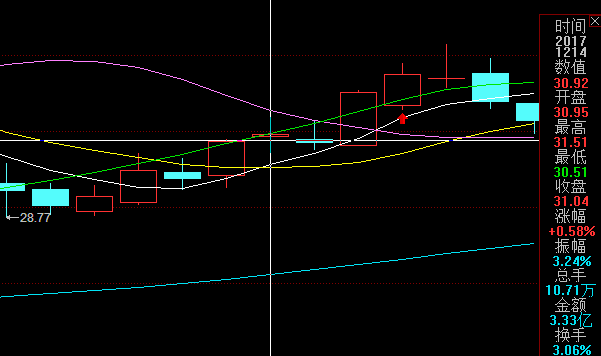 时间
2017
1214
数值
30.92
开盘
30.95
最高
31.51
最低
30.51
收盘
31.04
涨幅
+0.58%
振幅
3.24%
总手
10.71万
金额
3.33亿
换手
3.06%
28.77